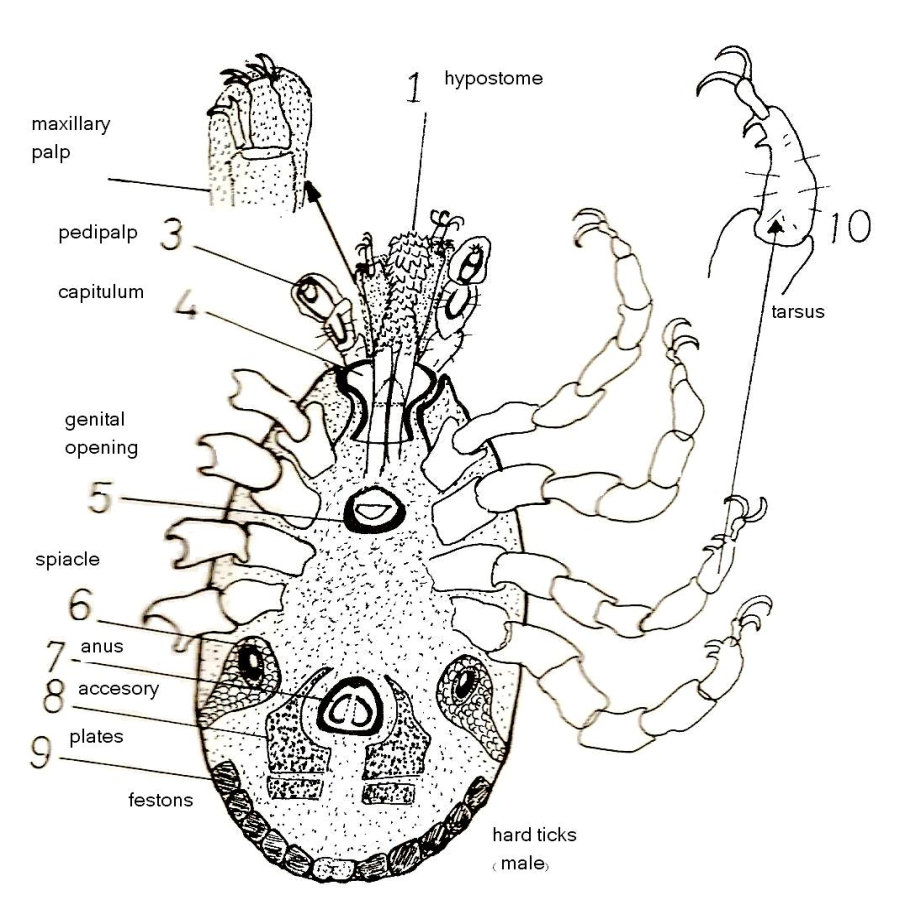 1 hypostome
maxillary
palp
pedipalp 3
capitulum 4
10
tarsus
genital
opening
5
spiacle
6
7 anus
8 accesory
plates
9
festons
hard ticks
(male)